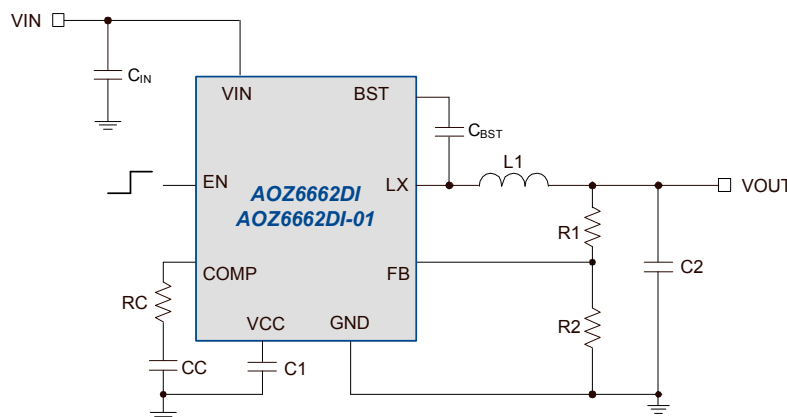 VIN
CIN
VIN
BST
CBST
L1
EN
LX
VOUT
AOZ6662DI
AOZ6662DI-01
R1
COMP
FB
C2
RC
R2
VCC
GND
CC
C1